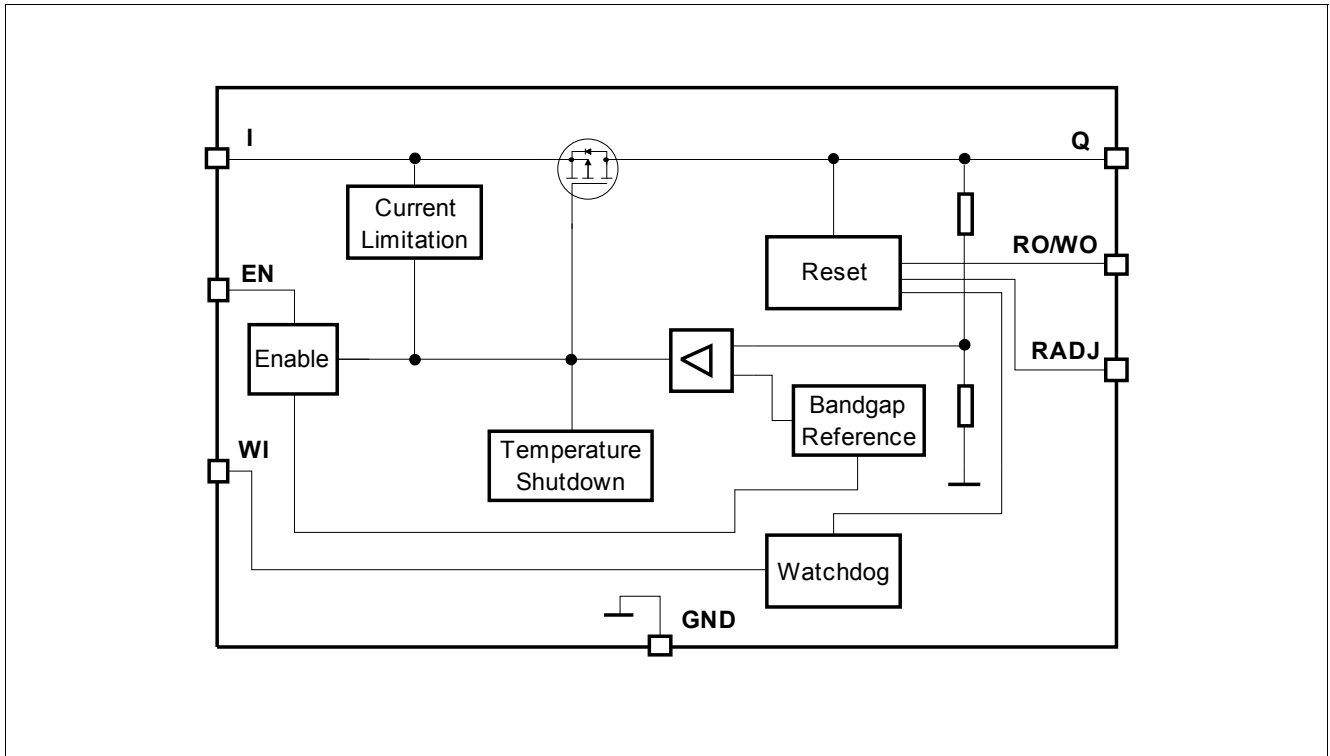 I
Q
Current
Limitation
RO/WO
Reset
EN
Enable
RADJ
Bandgap
Reference
WI
Temperature
Shutdown
Watchdog
GND